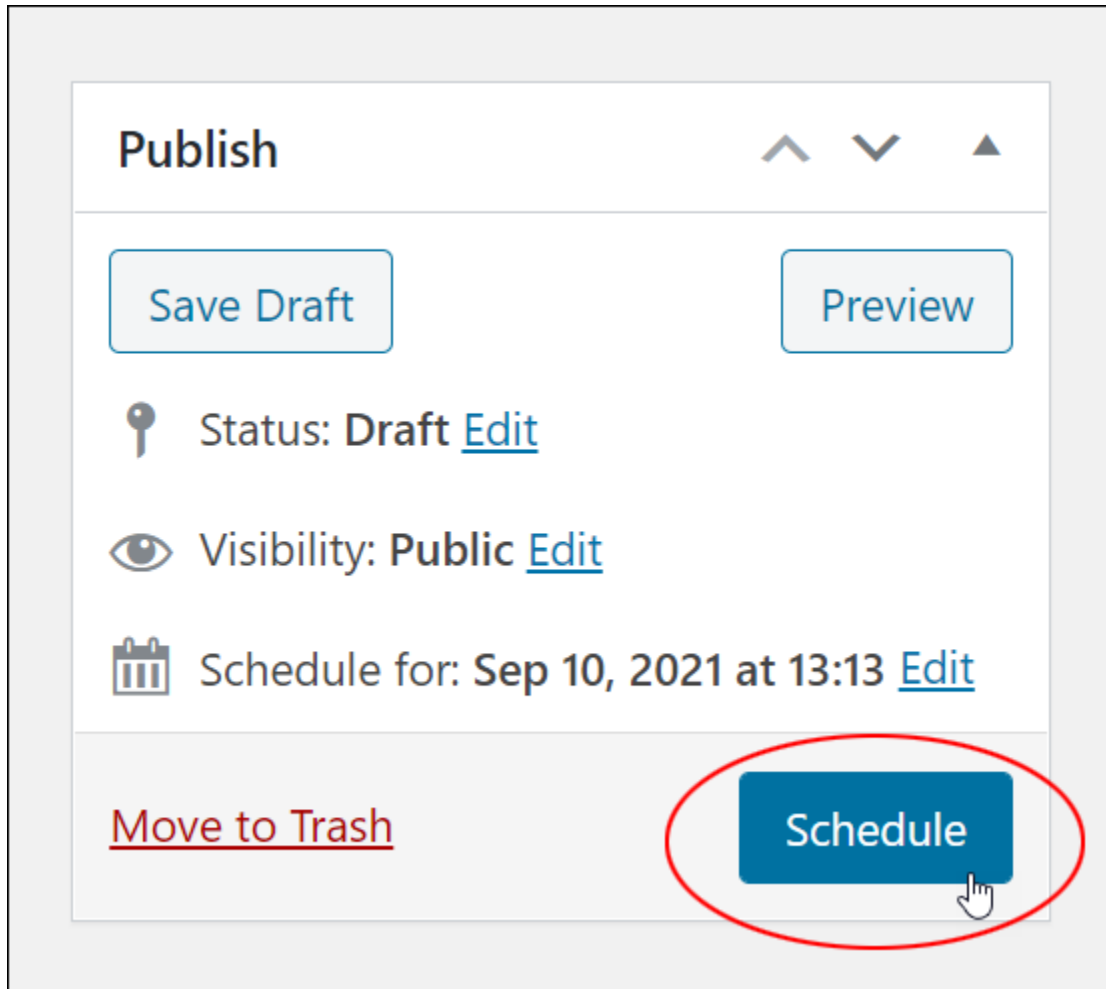 Publish
Save Draft
Preview
Status: Draft Edit
Visibility: Public Edit
Schedule for: Sep 10, 2021 at 13:13 Edit
Move to Trash
Schedule